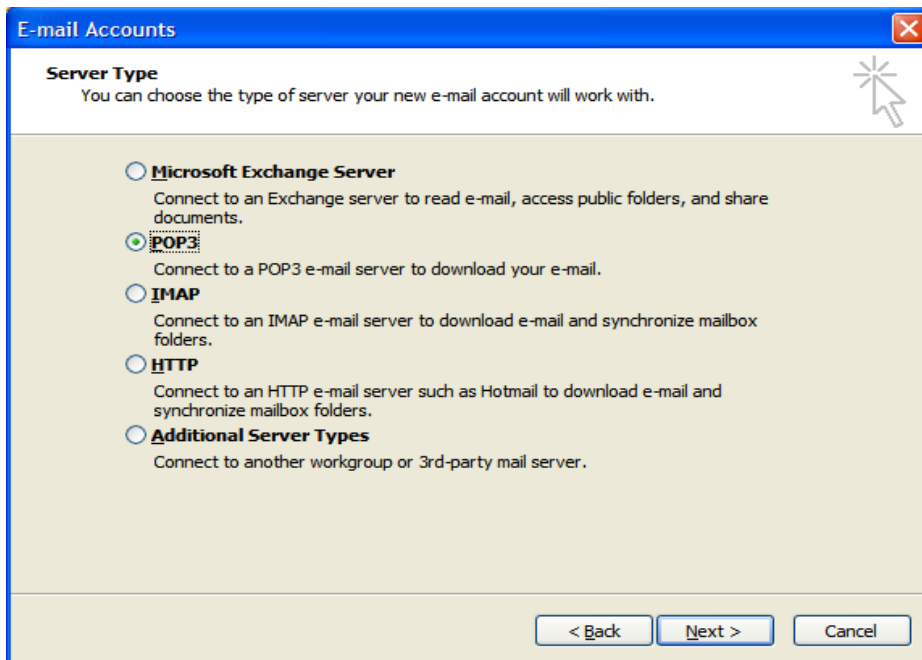 E-mail Accounts
Server Type
You can choose the type of server your new e-mail account will work with.
Microsoft Exchange Server
Connect to an Exchange server to read e-mail, access public folders, and share
documents.
POP3
Connect to a POP3 e-mail server to download your e-mail.
IMAP
Connect to an IMAP e-mail server to download e-mail and synchronize mailbox
folders.
HTTP
Connect to an HTTP e-mail server such as Hotmail to download e-mail and
synchronize mailbox folders.
Additional Server Types
Connect to another workgroup or 3rd-party mail server.
< Back Next > Cancel